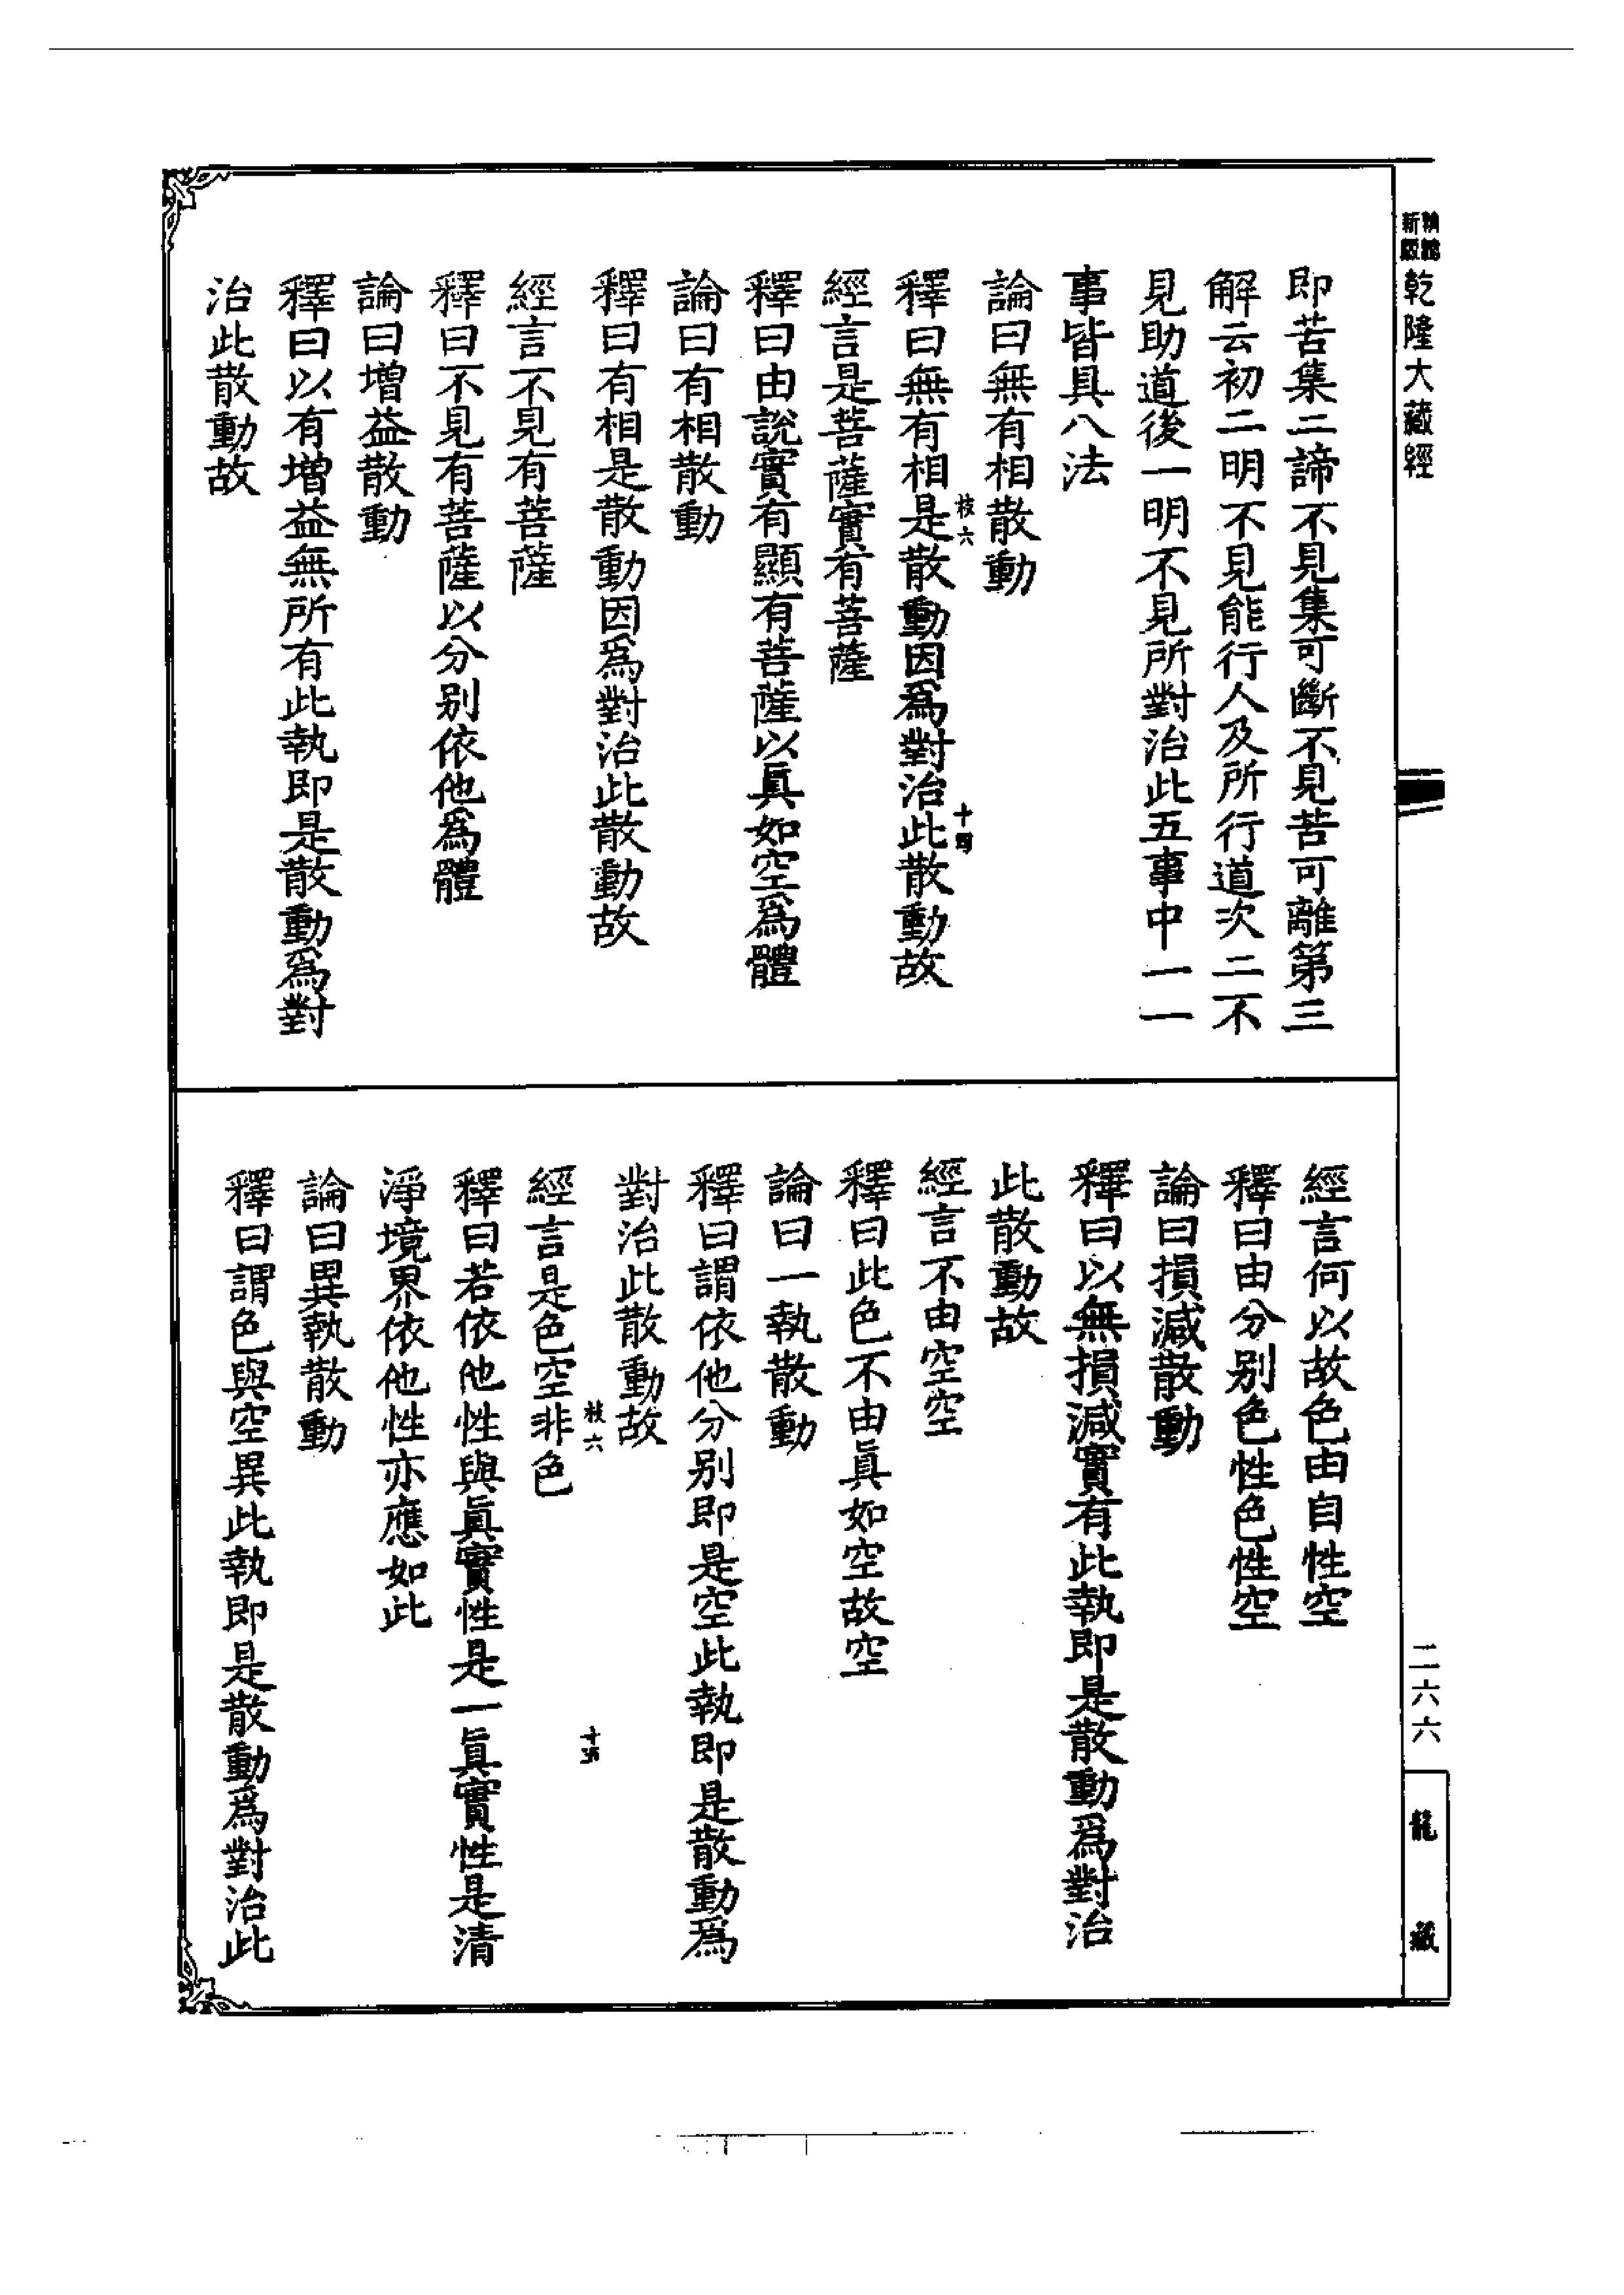 新編
縮版
乾隆大藏經
即苦集二諦不見集可斷不見苦可離第三
解云初二明不見能行人及所行道次二不
見助道後一明不見所對治此五事中一一
事皆具八法
論曰無有相散動
枝六
十四
釋曰無有相是散動因爲對治此散動故
經言是菩薩實有菩薩
釋曰由說實有顯有菩薩以眞如空爲體
論曰有相散動
釋曰有相是散動因爲對治此散動故
經言不見有菩薩
釋曰不見有菩薩以分别依他爲體
論曰增益散動
釋曰以有增益無所有此執即是散動爲對
治此散動故
經言何以故色由自性空
釋曰由分别色性色性空
論曰損減散動
釋曰以無損減實有此執即是散動爲對治
此散動故
經言不由空空
釋曰此色不由眞如空故空
論曰一執散動
釋曰謂依他分别即是空此執即是散動爲
對治此散動故
枝六
十五
經言是色空非色
釋曰若依他性與眞實性是一眞實性是清
淨境界依他性亦應如此
論曰異執散動
釋曰謂色與空異此執即是散動爲對治此
二六六
龍藏